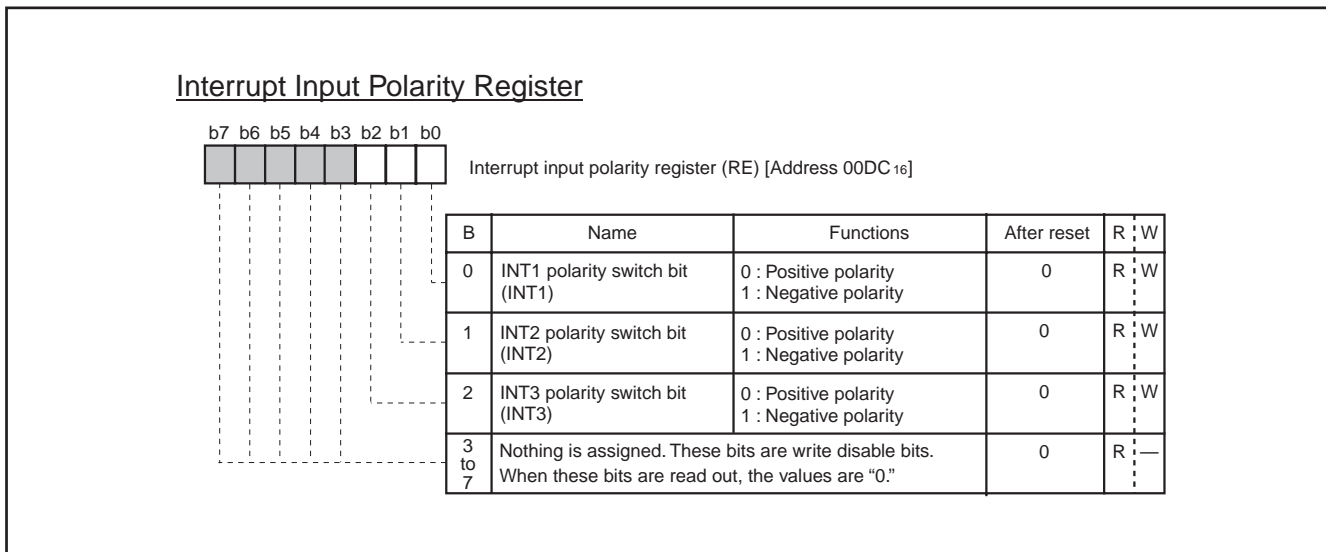 Interrupt Input Polarity Register
b7 b6 b5 b4 b3 b2 b1 b0
Interrupt input polarity register (RE) [Address 00DC16]
B Name Functions After reset R W
0 INT1 polarity switch bit (INT1) 0 : Positive polarity 1 : Negative polarity 0 R W
1 INT2 polarity switch bit (INT2) 0 : Positive polarity 1 : Negative polarity 0 R W
2 INT3 polarity switch bit (INT3) 0 : Positive polarity 1 : Negative polarity 0 R W
3 to 7 Nothing is assigned. These bits are write disable bits. When these bits are read out, the values are “0.” 0 R —